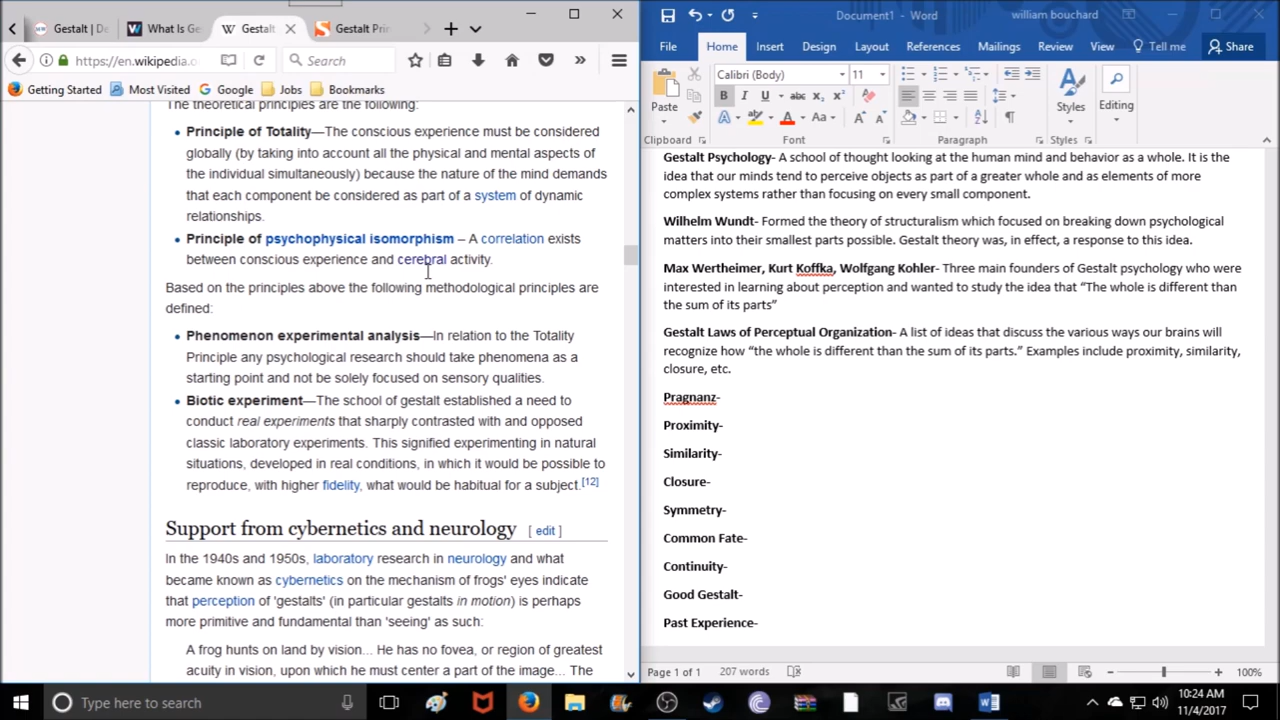 Gestalt | De
What Is Ge
Gestalt
Gestalt Prin
https://en.wikipedia.o
Search
Getting Started
Most Visited
Google
Jobs
Bookmarks
The theoretical principles are the following:
Principle of Totality—The conscious experience must be considered
globally (by taking into account all the physical and mental aspects of
the individual simultaneously) because the nature of the mind demands
that each component be considered as part of a system of dynamic
relationships.
Principle of psychophysical isomorphism – A correlation exists
between conscious experience and cerebral activity.
Based on the principles above the following methodological principles are
defined:
Phenomenon experimental analysis—In relation to the Totality
Principle any psychological research should take phenomena as a
starting point and not be solely focused on sensory qualities.
Biotic experiment—The school of gestalt established a need to
conduct real experiments that sharply contrasted with and opposed
classic laboratory experiments. This signified experimenting in natural
situations, developed in real conditions, in which it would be possible to
reproduce, with higher fidelity, what would be habitual for a subject.[12]
Support from cybernetics and neurology [ edit ]
In the 1940s and 1950s, laboratory research in neurology and what
became known as cybernetics on the mechanism of frogs' eyes indicate
that perception of 'gestalts' (in particular gestalts in motion) is perhaps
more primitive and fundamental than 'seeing' as such:
A frog hunts on land by vision... He has no fovea, or region of greatest
acuity in vision, upon which he must center a part of the image... The
Document1 - Word
william bouchard
File
Home
Insert
Design
Layout
References
Mailings
Review
View
Tell me
Share
Calibri (Body)
11
Paste
Styles
Editing
Clipboard
Font
Paragraph
Styles
Gestalt Psychology- A school of thought looking at the human mind and behavior as a whole. It is the
idea that our minds tend to perceive objects as part of a greater whole and as elements of more
complex systems rather than focusing on every small component.
Wilhelm Wundt- Formed the theory of structuralism which focused on breaking down psychological
matters into their smallest parts possible. Gestalt theory was, in effect, a response to this idea.
Max Wertheimer, Kurt Koffka, Wolfgang Kohler- Three main founders of Gestalt psychology who were
interested in learning about perception and wanted to study the idea that “The whole is different than
the sum of its parts”
Gestalt Laws of Perceptual Organization- A list of ideas that discuss the various ways our brains will
recognize how “the whole is different than the sum of its parts.” Examples include proximity, similarity,
closure, etc.
Pragnanz-
Proximity-
Similarity-
Closure-
Symmetry-
Common Fate-
Continuity-
Good Gestalt-
Past Experience-
Page 1 of 1
207 words
100%
Type here to search
10:24 AM
11/4/2017